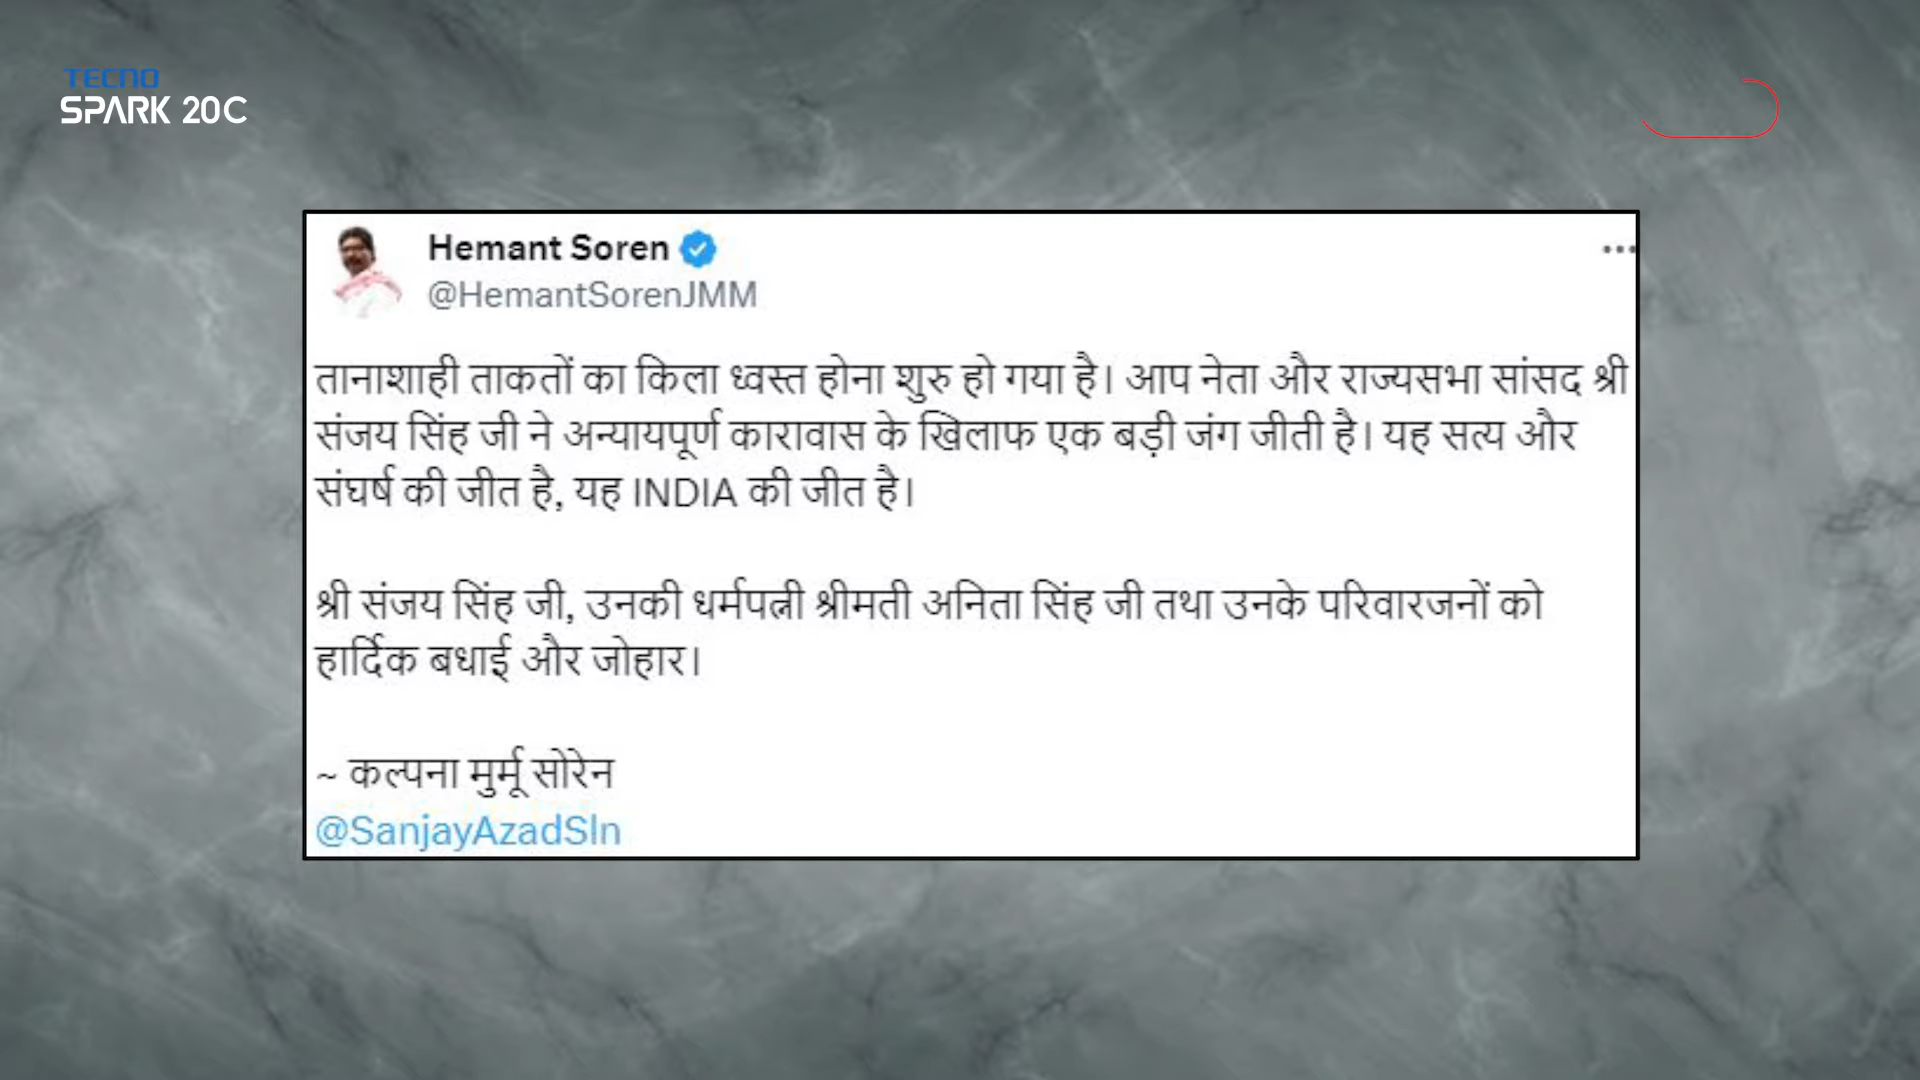 TECNO
SPARK 20C
Hemant Soren
@HemantSorenJMM
तानाशाही ताकतों का किला ध्वस्त होना शुरु हो गया है। आप नेता और राज्यसभा सांसद श्री
संजय सिंह जी ने अन्यायपूर्ण कारावास के खिलाफ एक बड़ी जंग जीती है। यह सत्य और
संघर्ष की जीत है, यह INDIA की जीत है।
श्री संजय सिंह जी, उनकी धर्मपत्नी श्रीमती अनिता सिंह जी तथा उनके परिवारजनों को
हार्दिक बधाई और जोहार।
~ कल्पना मुर्मू सोरेन
@SanjayAzadSln